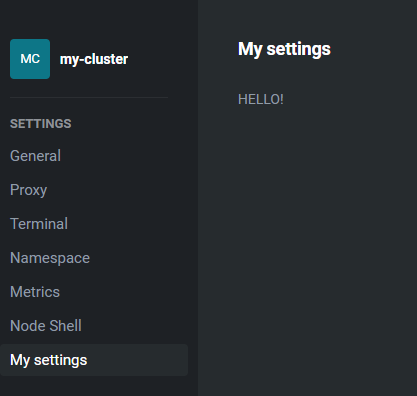 MC my-cluster
SETTINGS
General
Proxy
Terminal
Namespace
Metrics
Node Shell
My settings
My settings
HELLO!